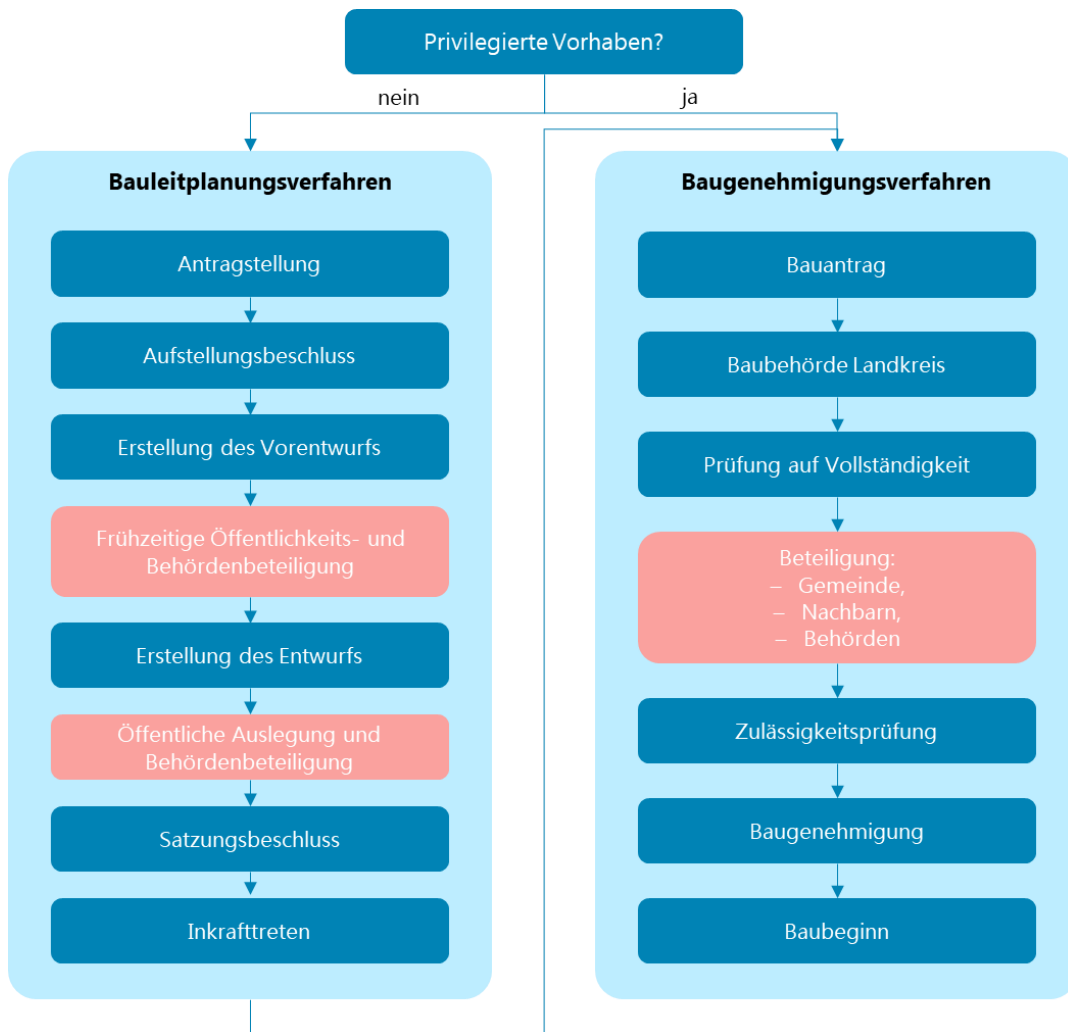 Privilegierte Vorhaben?
nein
ja
Bauleitplanungsverfahren
Antragstellung
Aufstellungsbeschluss
Erstellung des Vorentwurfs
Frühzeitige Öffentlichkeits- und
Behördenbeteiligung
Erstellung des Entwurfs
Öffentliche Auslegung und
Behördenbeteiligung
Satzungsbeschluss
Inkrafttreten
Baugenehmigungsverfahren
Bauantrag
Baubehörde Landkreis
Prüfung auf Vollständigkeit
Beteiligung:
– Gemeinde,
– Nachbarn,
– Behörden
Zulässigkeitsprüfung
Baugenehmigung
Baubeginn